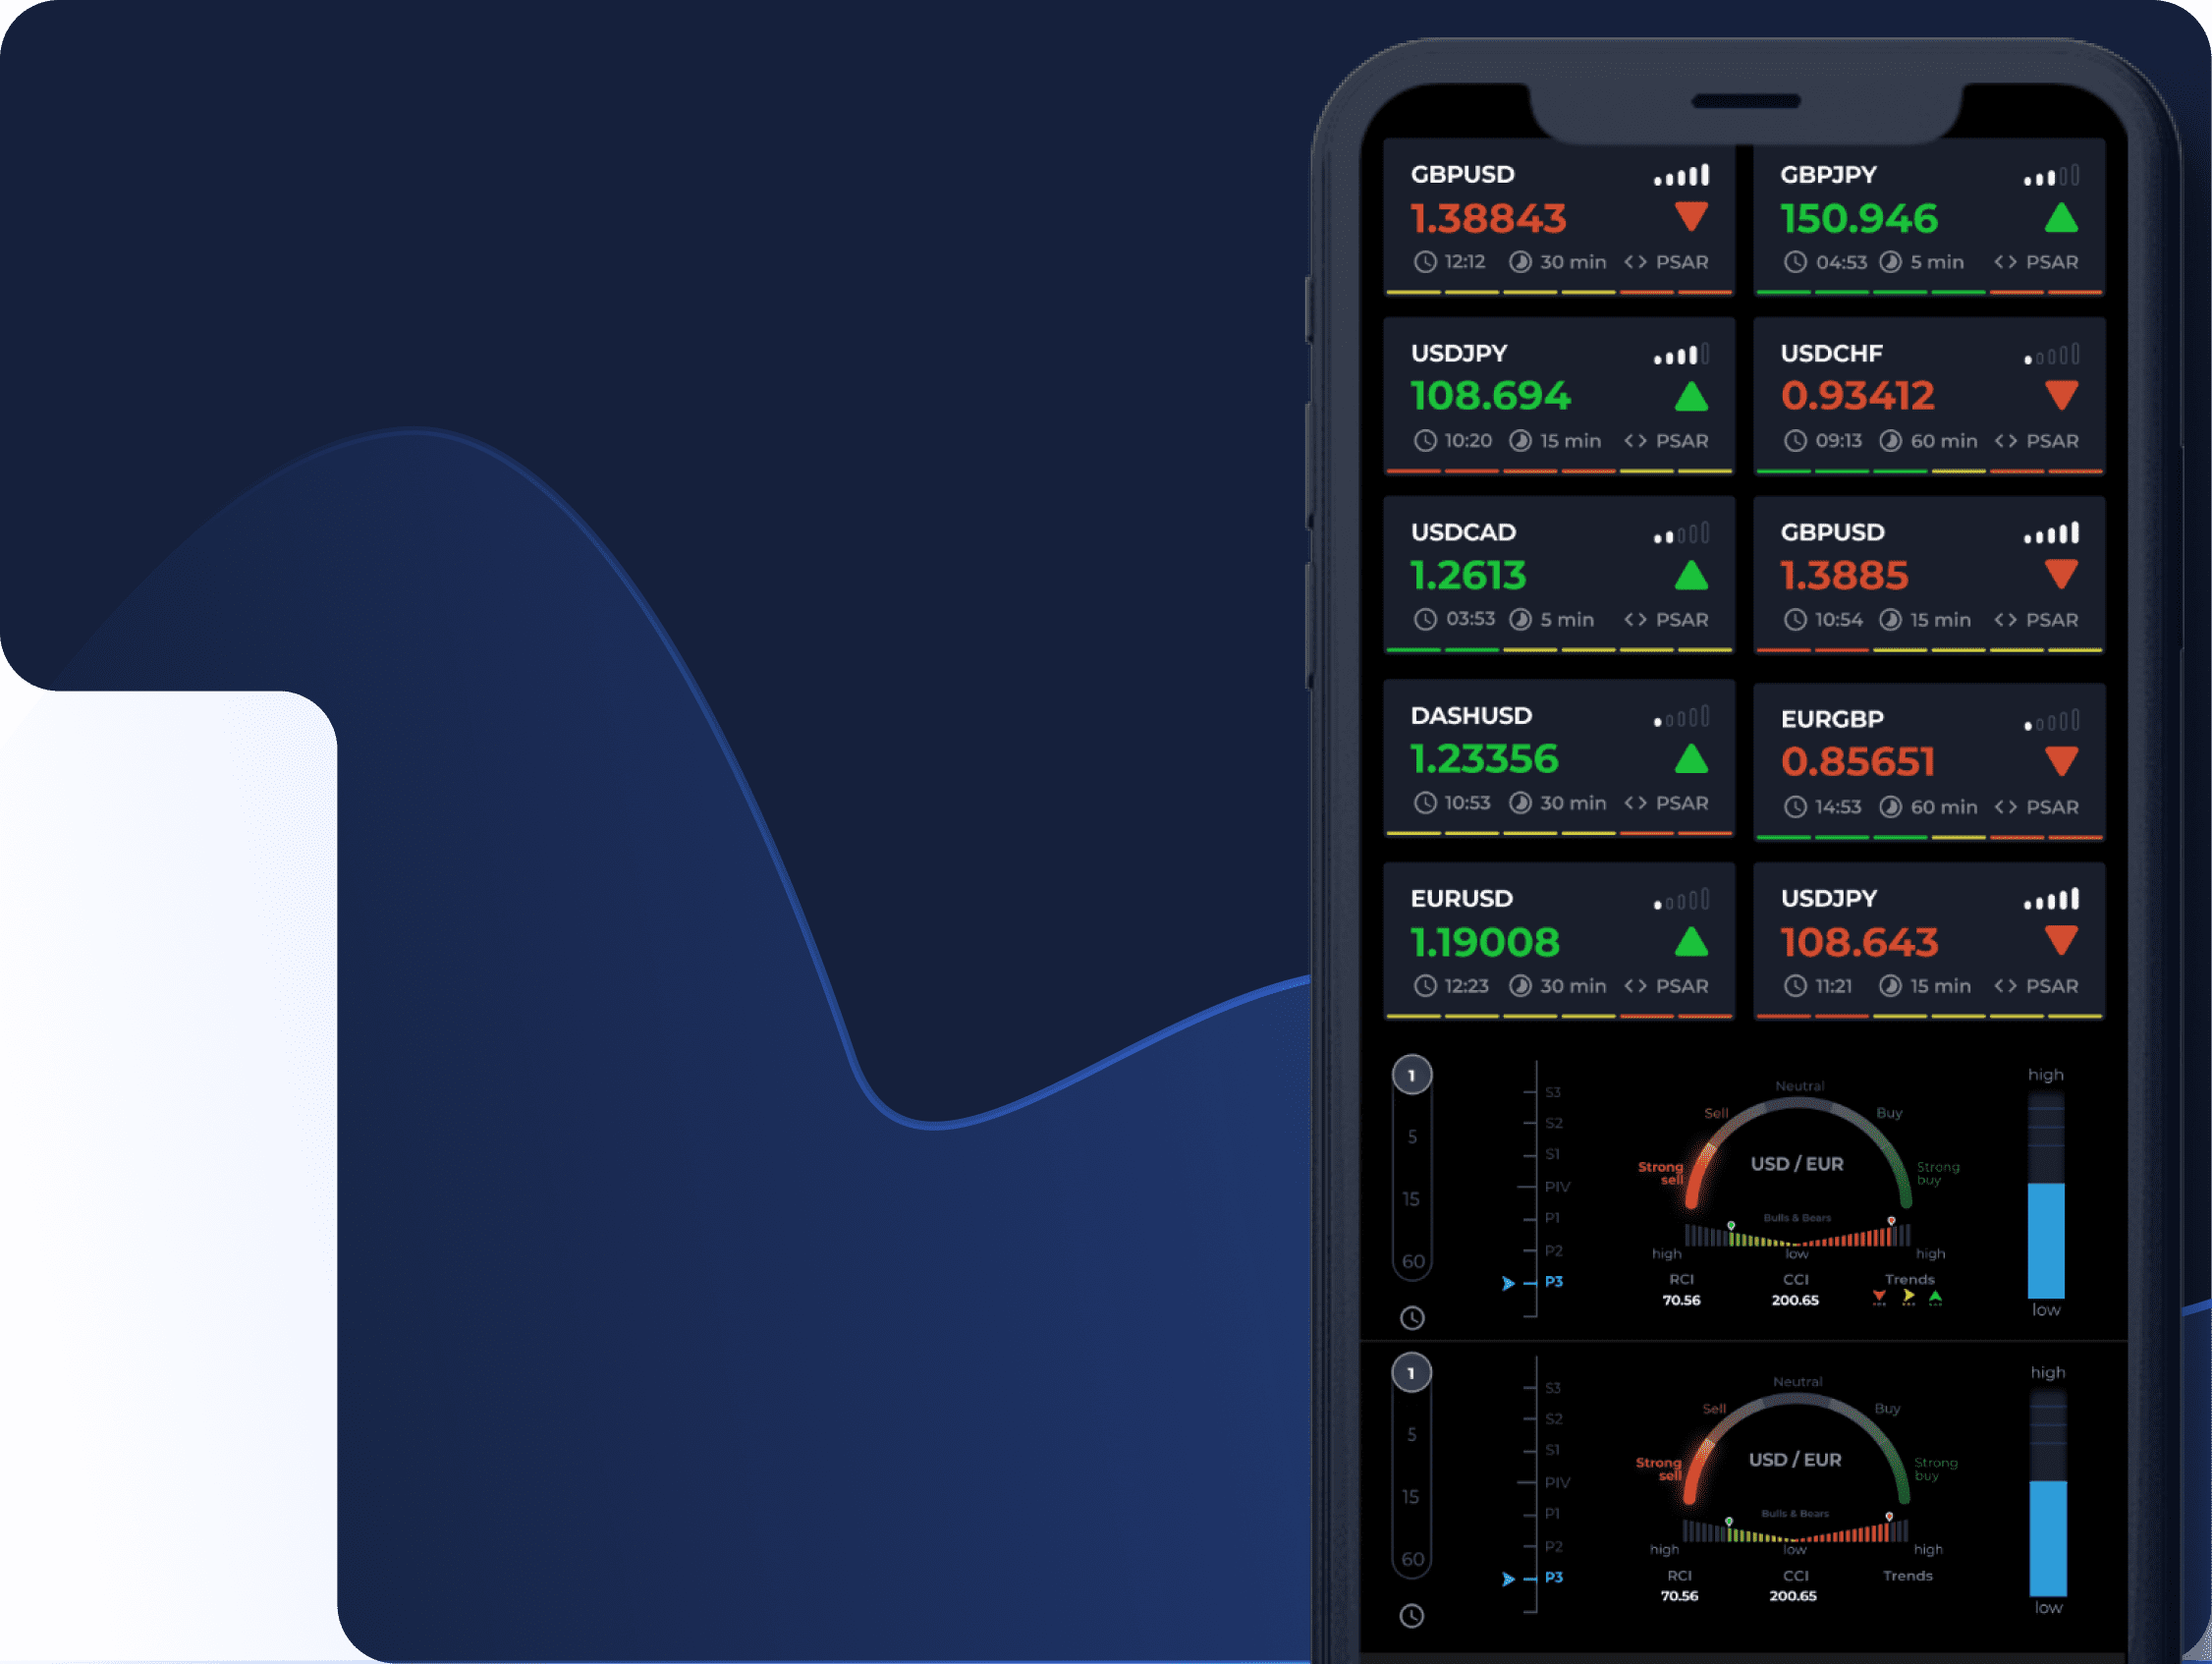 GBPUSD
1.38843
12:12 30 min <> PSAR
GBPJPY
150.946
04:53 5 min <> PSAR
USDJPY
108.694
10:20 15 min <> PSAR
USDCHF
0.93412
09:13 60 min <> PSAR
USDCAD
1.2613
03:53 5 min <> PSAR
GBPUSD
1.3885
10:54 15 min <> PSAR
DASHUSD
1.23356
10:53 30 min <> PSAR
EURGBP
0.85651
14:53 60 min <> PSAR
EURUSD
1.19008
12:23 30 min <> PSAR
USDJPY
108.643
11:21 15 min <> PSAR
1
5
15
60
S3
S2
S1
PIV
P1
P2
P3
Neutral
Sell
Buy
Strong
sell
USD / EUR
Strong
buy
Bulls & Bears
high low high
RCI CCI Trends
70.56 200.65
high
low
1
5
15
60
S3
S2
S1
PIV
P1
P2
P3
Neutral
Sell
Buy
Strong
sell
USD / EUR
Strong
buy
Bulls & Bears
high low high
RCI CCI Trends
70.56 200.65
high
low